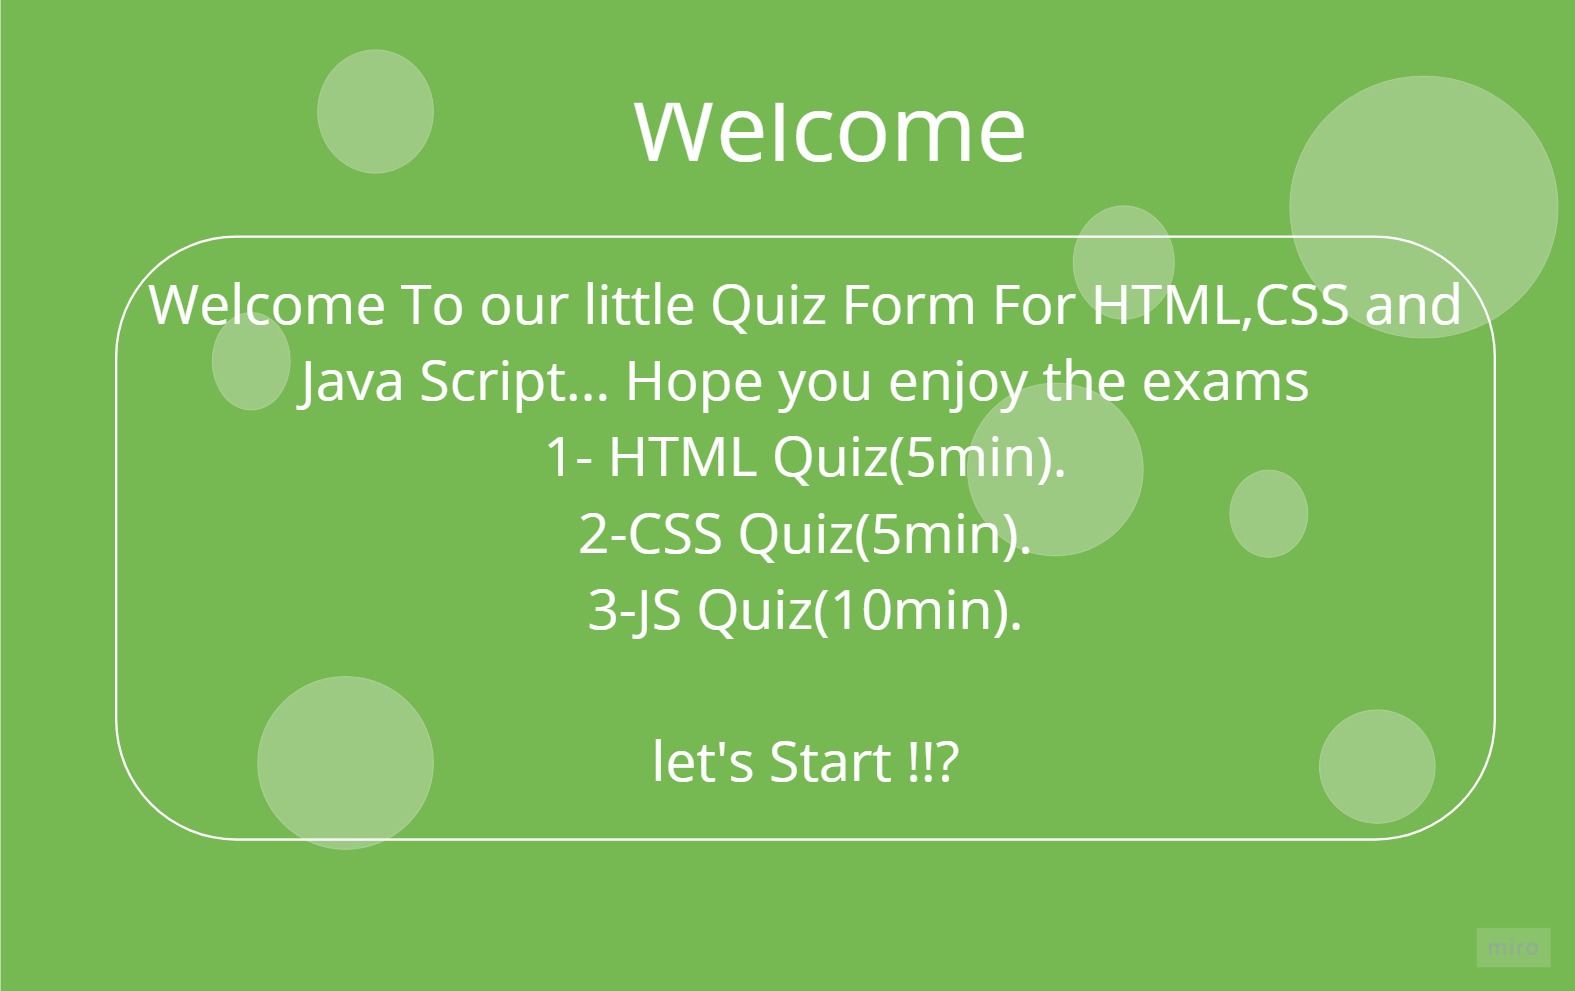 Welcome
Welcome To our little Quiz Form For HTML,CSS and
Java Script... Hope you enjoy the exams
1- HTML Quiz(5min).
2-CSS Quiz(5min).
3-JS Quiz(10min).
let's Start !!?
miro